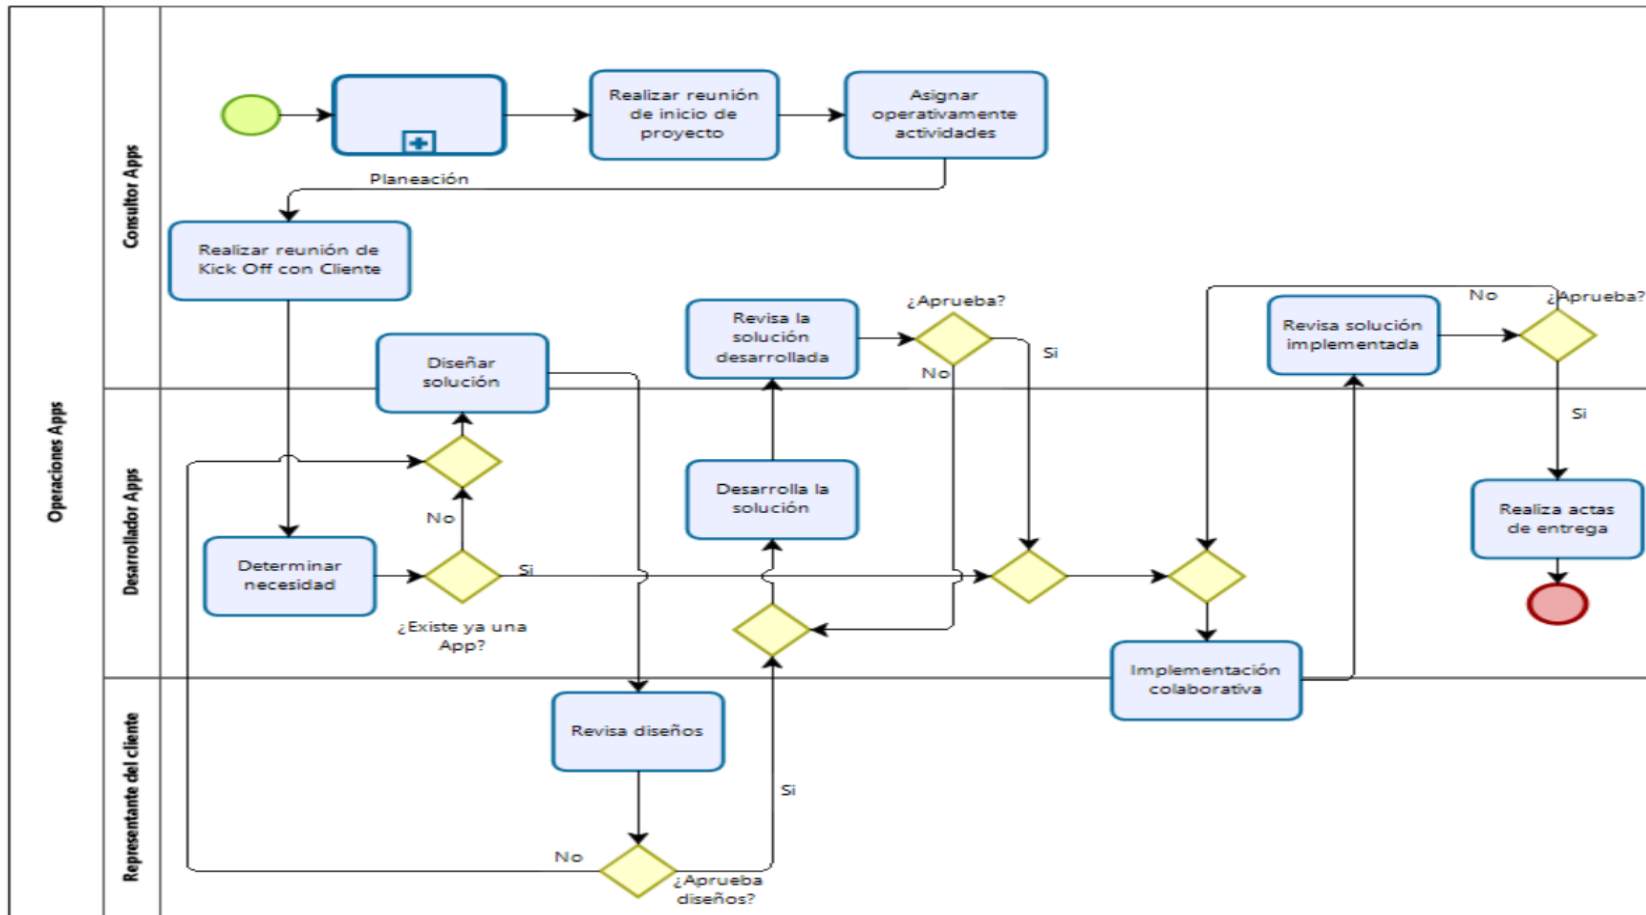 Operaciones Apps
Consultor Apps
Planeación
Realizar reunión
de inicio de
proyecto
Asignar
operativamente
actividades
Realizar reunión de
Kick Off con Cliente
Diseñar
solución
Revisa la
solución
desarrollada
¿Aprueba?
Si
No
Revisa solución
implementada
No
¿Aprueba?
Si
Desarrollador Apps
Determinar
necesidad
No
Si
¿Existe ya una
App?
Desarrolla la
solución
Realiza actas
de entrega
Implementación
colaborativa
Representante del cliente
Revisa diseños
Si
No
¿Aprueba
diseños?